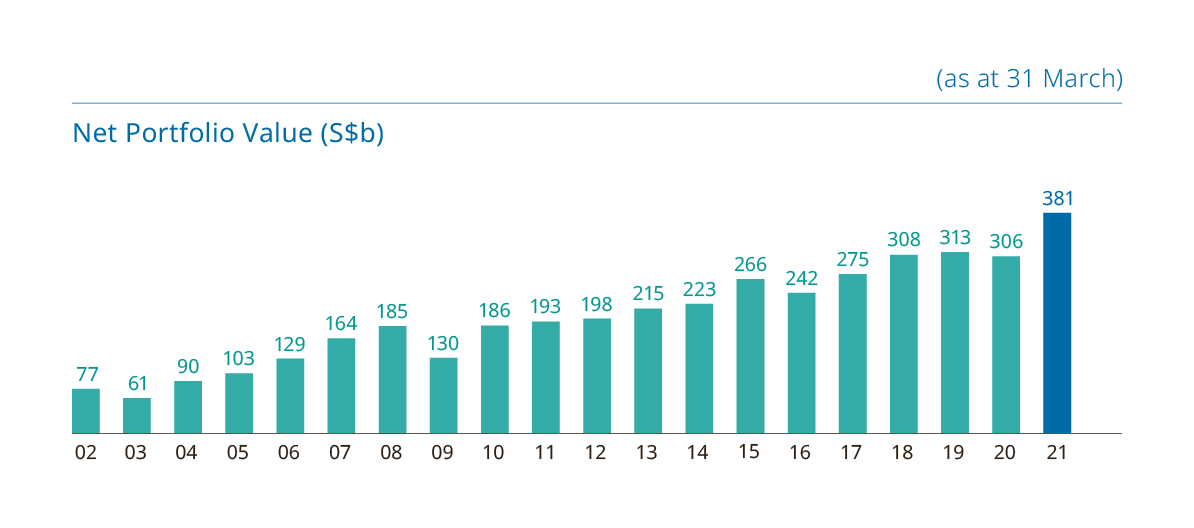 (as at 31 March)
Net Portfolio Value (S$b)
77 61 90 103 129 164 185 130 186 193 198 215 223 266 242 275 308 313 306 381
02 03 04 05 06 07 08 09 10 11 12 13 14 15 16 17 18 19 20 21